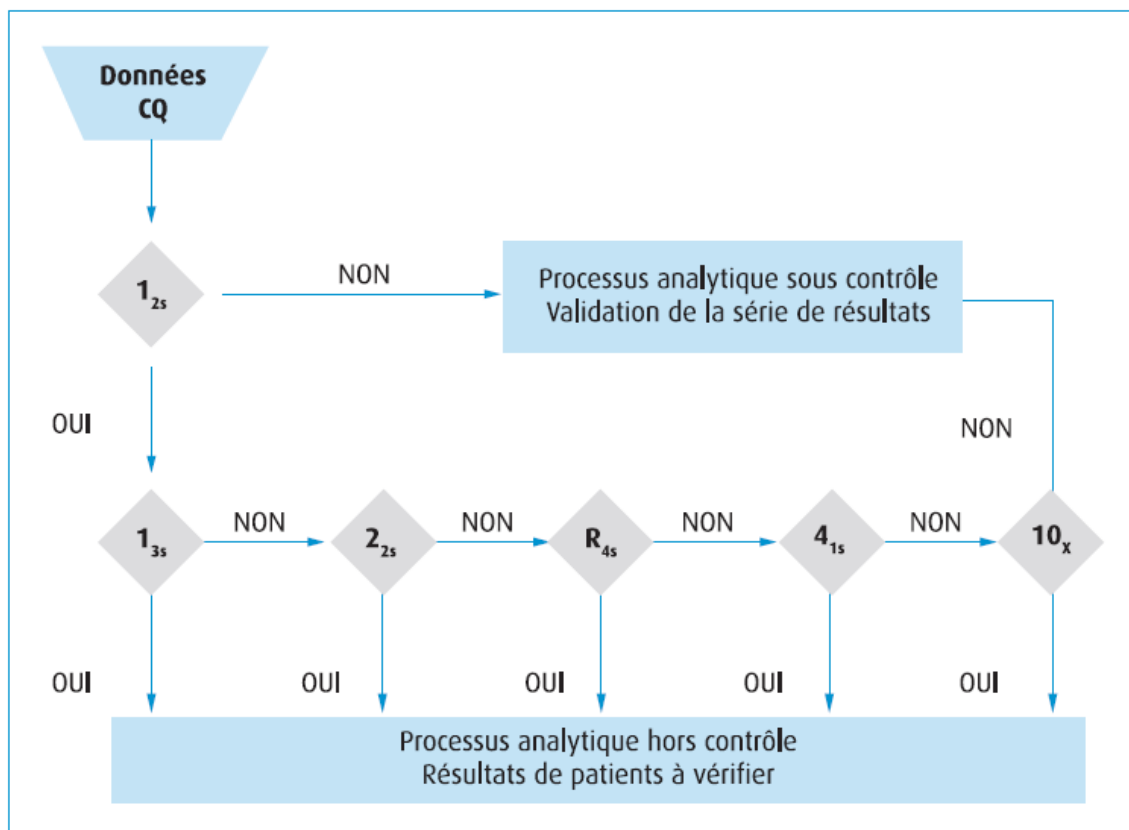 Données
CQ
1₂ₛ
NON
Processus analytique sous contrôle
Validation de la série de résultats
OUI
NON
1₃ₛ
NON
2₂ₛ
NON
R₄ₛ
NON
4₁ₛ
NON
10ₓ
OUI
OUI
OUI
OUI
OUI
Processus analytique hors contrôle
Résultats de patients à vérifier